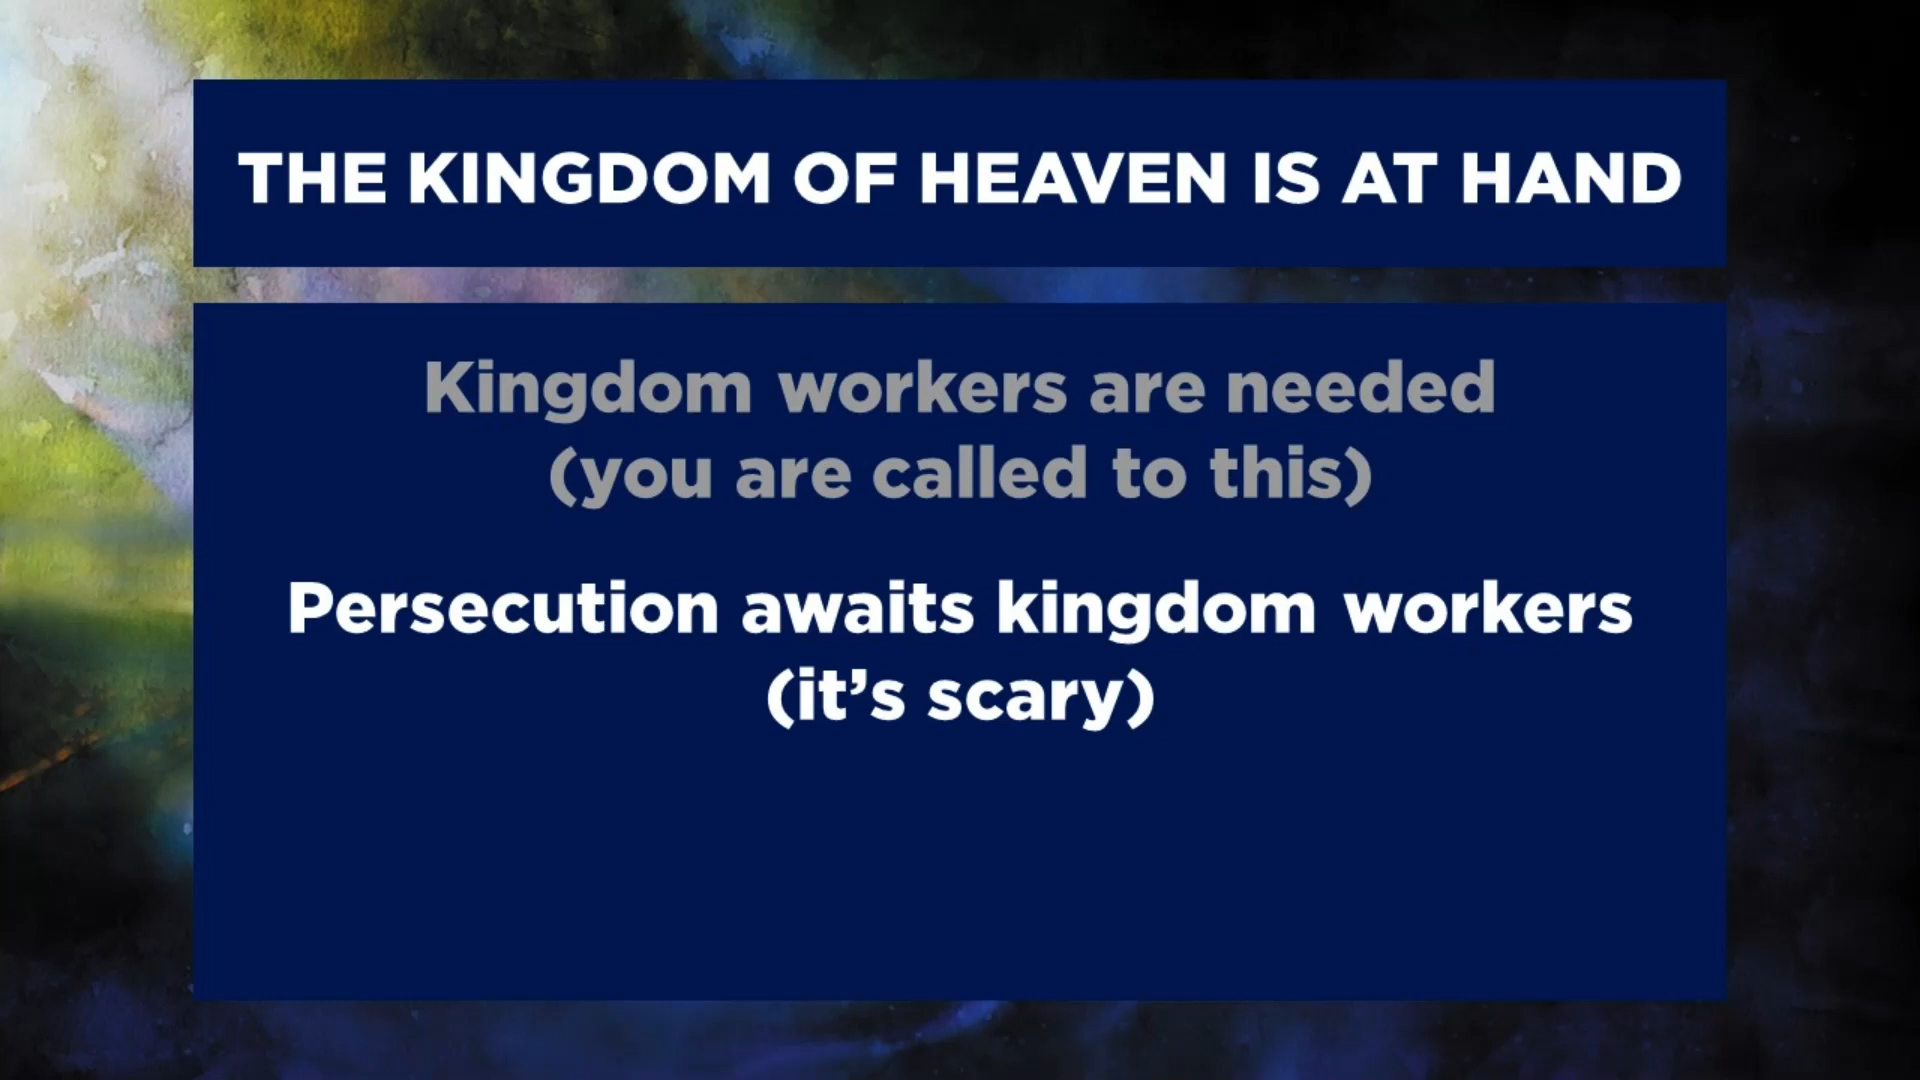 THE KINGDOM OF HEAVEN IS AT HAND
Kingdom workers are needed
(you are called to this)
Persecution awaits kingdom workers
(it’s scary)